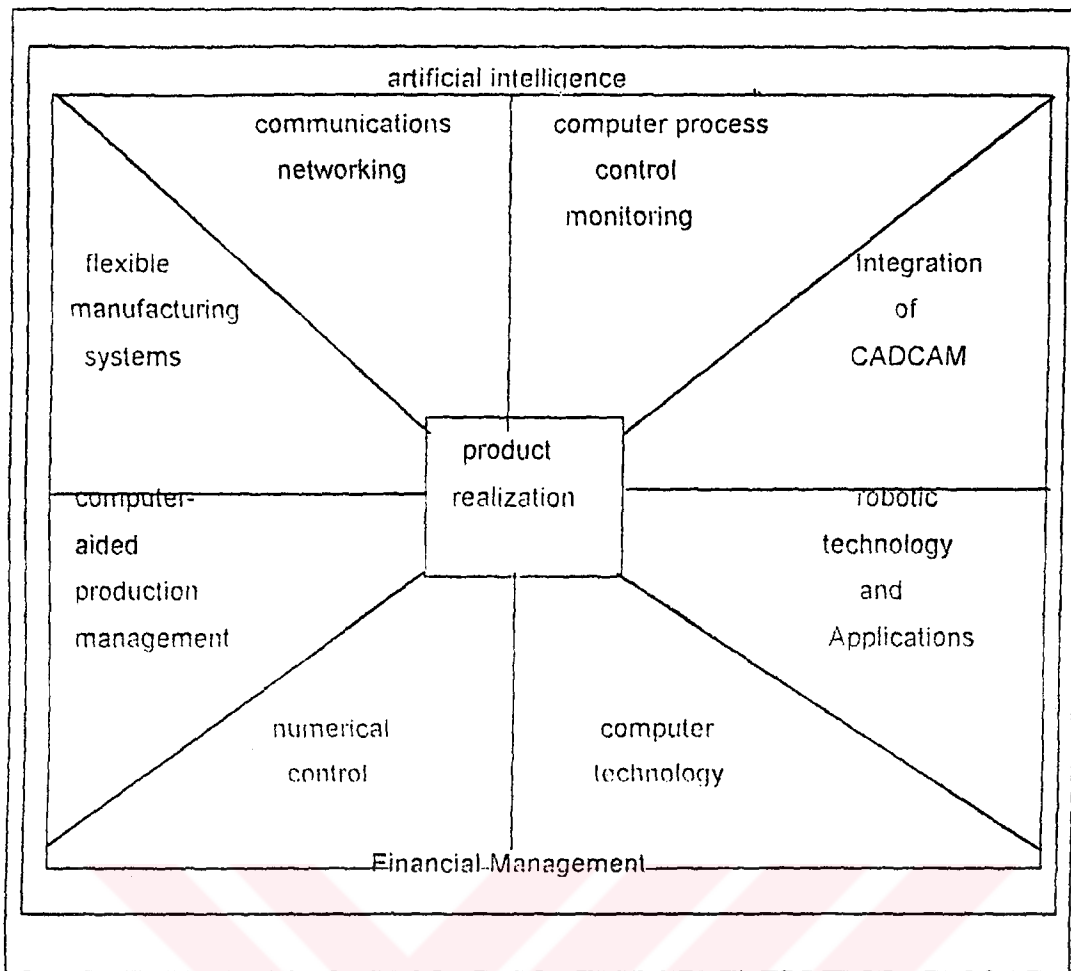 artificial intelligence
communications
networking
computer process
control
monitoring
flexible
manufacturing
systems
Integration
of
CADCAM
product
realization
computer-
aided
production
management
robotic
technology
and
Applications
numerical
control
computer
technology
Financial Management